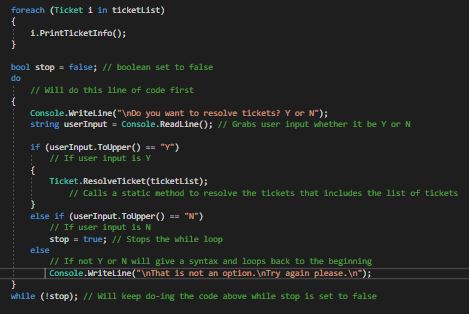 foreach (Ticket i in ticketList)
{
    i.PrintTicketInfo();
}

bool stop = false; // boolean set to false
do
    // Will do this line of code first
{
    Console.WriteLine("\nDo you want to resolve tickets? Y or N");
    string userInput = Console.ReadLine(); // Grabs user input whether it be Y or N

    if (userInput.ToUpper() == "Y")
        // If user input is Y
    {
        Ticket.ResolveTicket(ticketList);
            // Calls a static method to resolve the tickets that includes the list of tickets
    }
    else if (userInput.ToUpper() == "N")
        // If user input is N
        stop = true; // Stops the while loop
    else
        // If not Y or N will give a syntax and loops back to the beginning
        Console.WriteLine("\nThat is not an option.\nTry again please.\n");
}
while (!stop); // Will keep do-ing the code above while stop is set to false